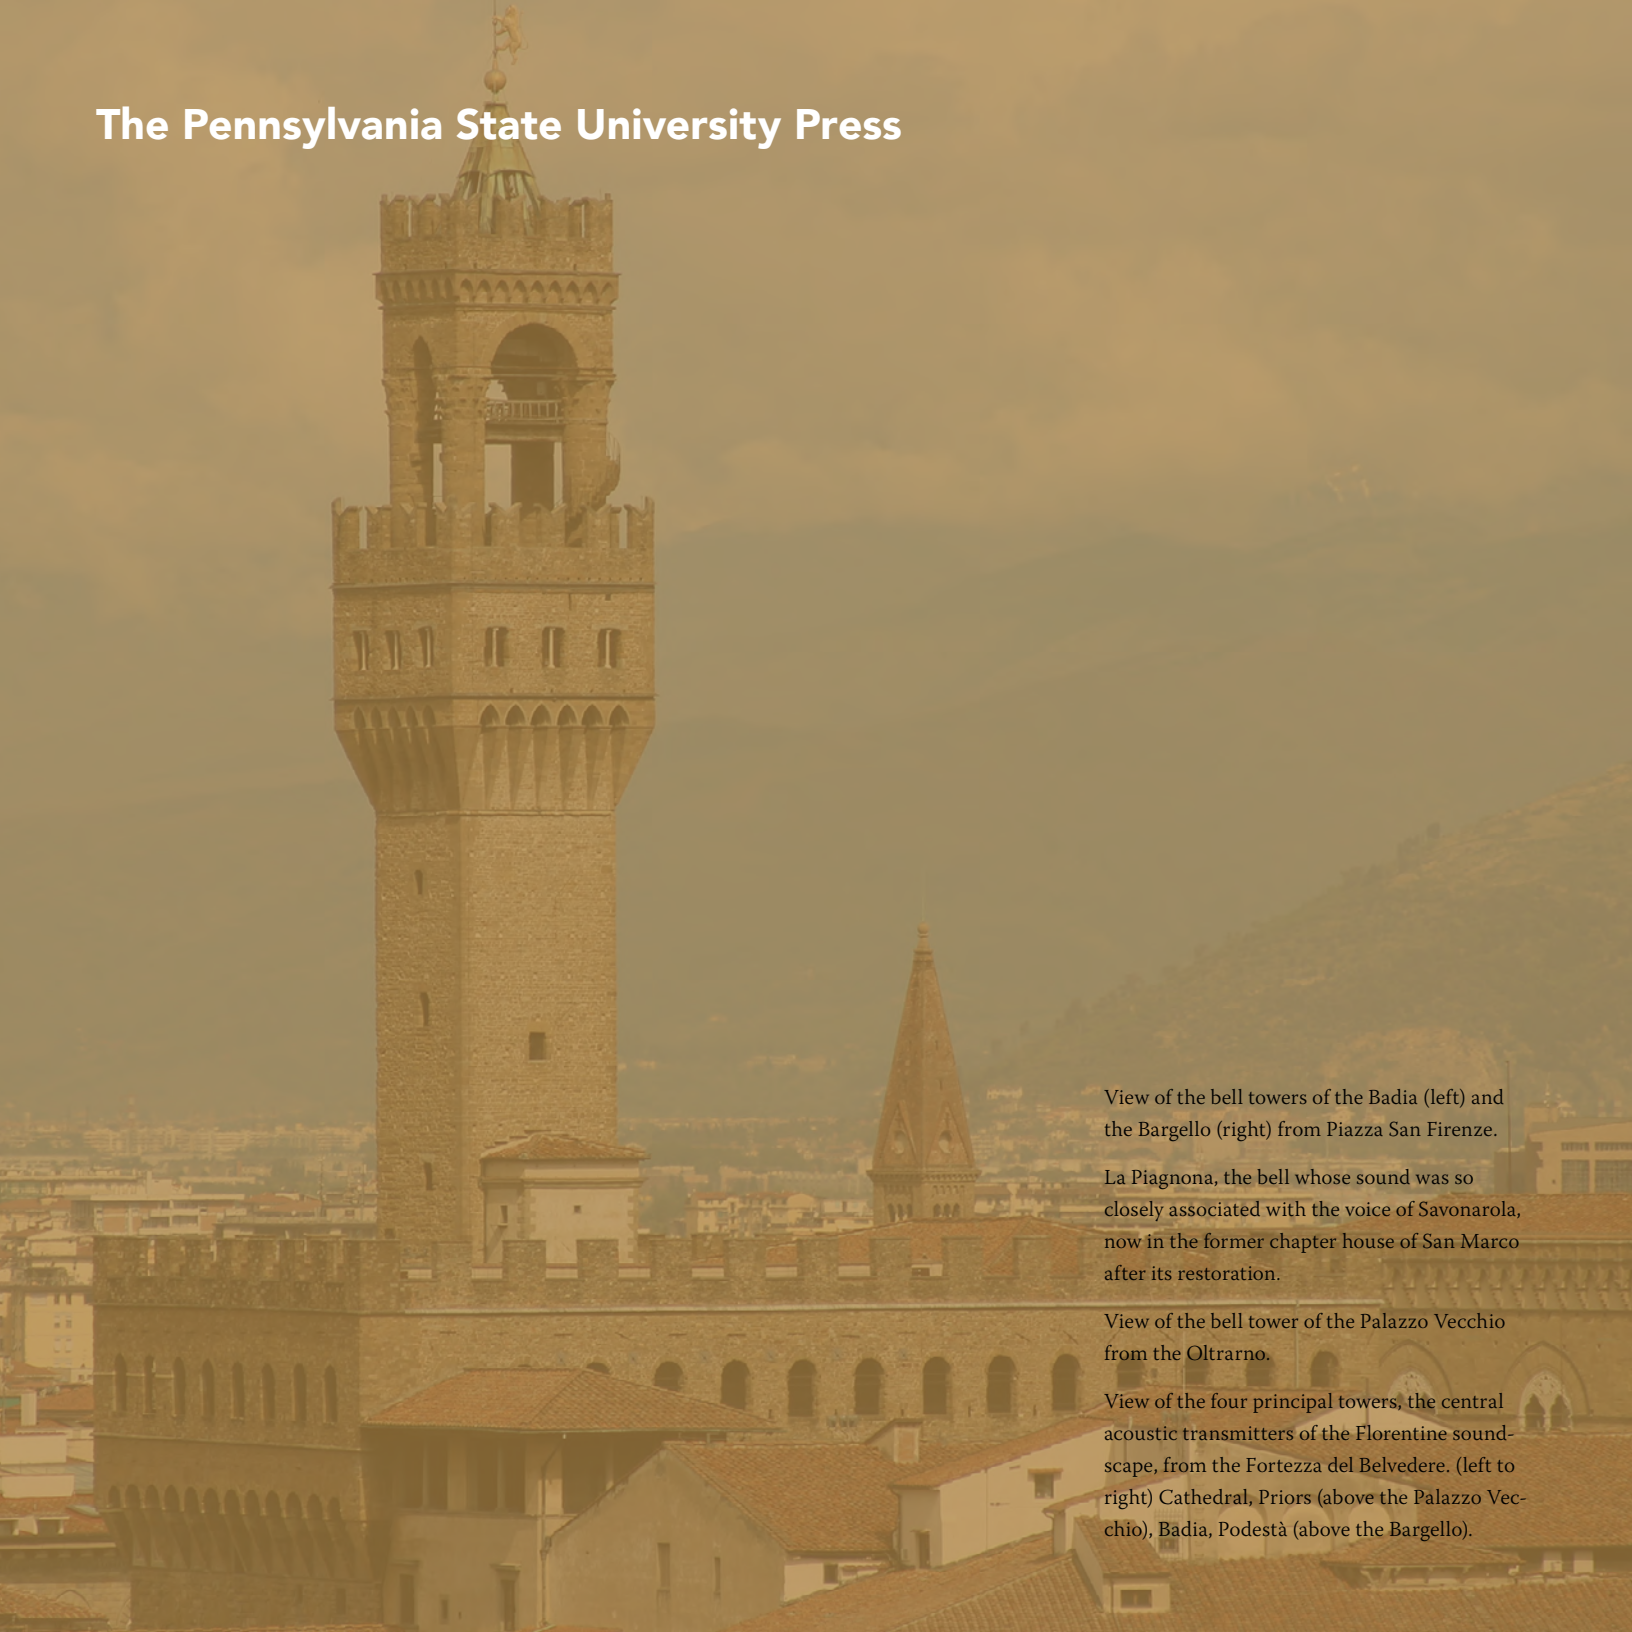 The Pennsylvania State University Press
View of the bell towers of the Badia (left) and
the Bargello (right) from Piazza San Firenze.
La Piagnona, the bell whose sound was so
closely associated with the voice of Savonarola,
now in the former chapter house of San Marco
after its restoration.
View of the bell tower of the Palazzo Vecchio
from the Oltrarno.
View of the four principal towers, the central
acoustic transmitters of the Florentine sound-
scape, from the Fortezza del Belvedere. (left to
right) Cathedral, Priors (above the Palazzo Vec-
chio), Badia, Podestà (above the Bargello).